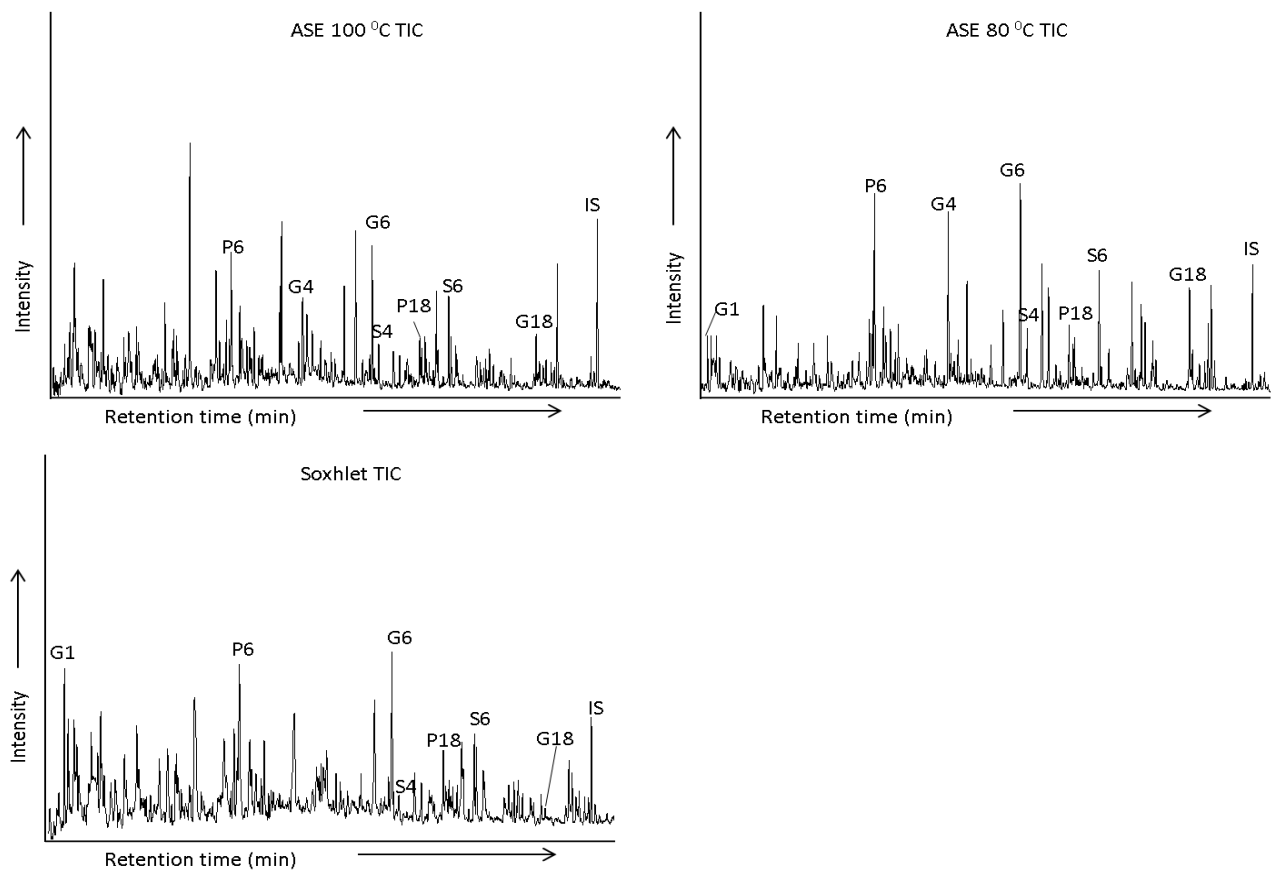 ASE 100 ⁰C TIC
IS
G6
P6
G4
S6
P18
S4
G18
Intensity
Retention time (min)
ASE 80 ⁰C TIC
G6
P6
G4
S6
IS
G18
G1
S4
P18
Intensity
Retention time (min)
Soxhlet TIC
G6
G1
P6
IS
S6
P18
G18
S4
Intensity
Retention time (min)